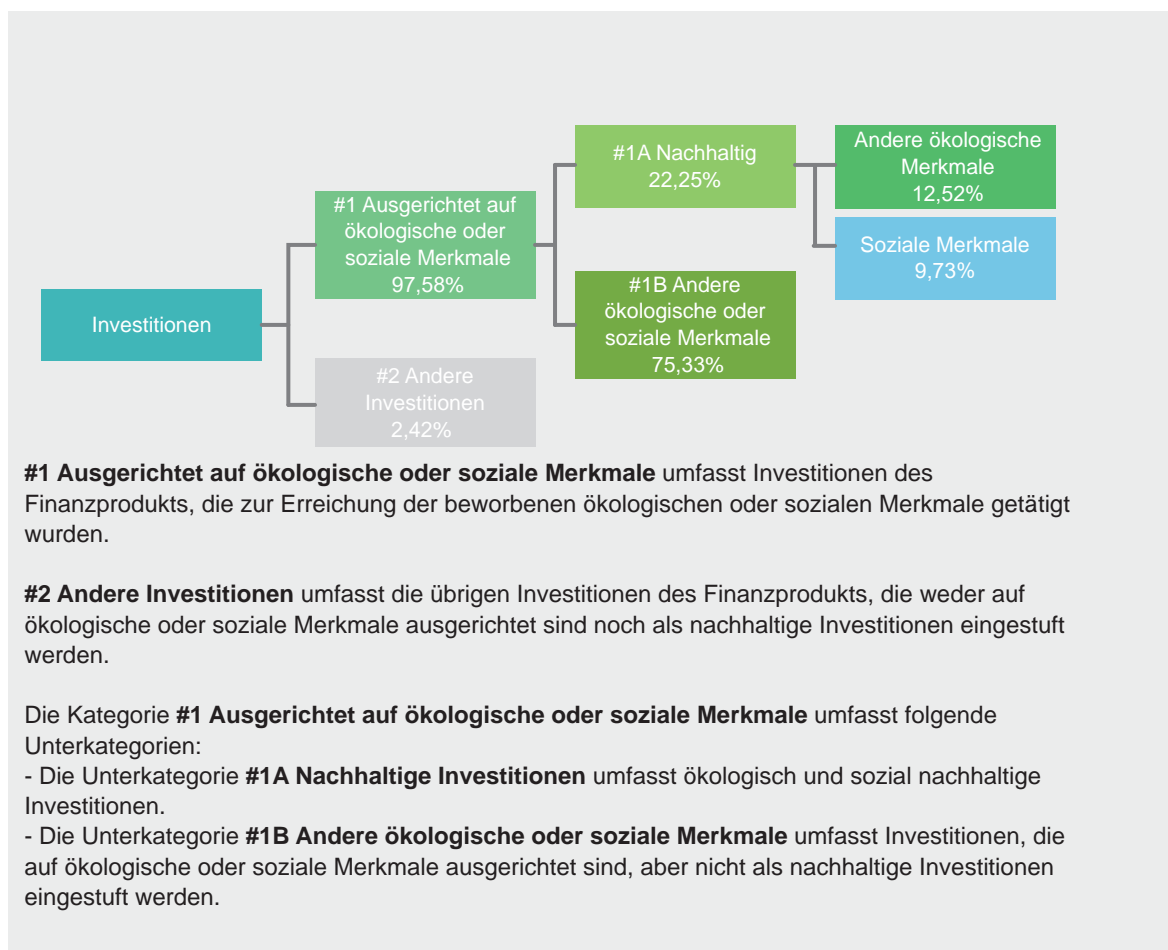 #1A Nachhaltig
22,25%
Andere ökologische
Merkmale
12,52%
#1 Ausgerichtet auf
ökologische oder
soziale Merkmale
97,58%
Soziale Merkmale
9,73%
Investitionen
#1B Andere
ökologische oder
soziale Merkmale
75,33%
#2 Andere
Investitionen
2,42%
#1 Ausgerichtet auf ökologische oder soziale Merkmale umfasst Investitionen des
Finanzprodukts, die zur Erreichung der beworbenen ökologischen oder sozialen Merkmale getätigt
wurden.
#2 Andere Investitionen umfasst die übrigen Investitionen des Finanzprodukts, die weder auf
ökologische oder soziale Merkmale ausgerichtet sind noch als nachhaltige Investitionen eingestuft
werden.
Die Kategorie #1 Ausgerichtet auf ökologische oder soziale Merkmale umfasst folgende
Unterkategorien:
- Die Unterkategorie #1A Nachhaltige Investitionen umfasst ökologisch und sozial nachhaltige
Investitionen.
- Die Unterkategorie #1B Andere ökologische oder soziale Merkmale umfasst Investitionen, die
auf ökologische oder soziale Merkmale ausgerichtet sind, aber nicht als nachhaltige Investitionen
eingestuft werden.